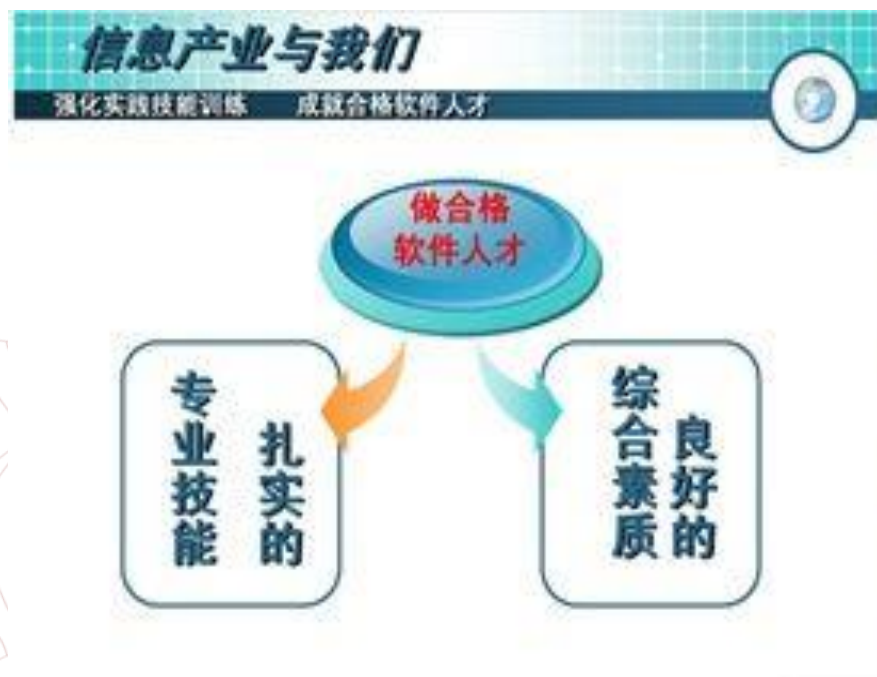 信息产业与我们
强化实践技能训练 成就合格软件人才
做合格
软件人才
扎实的
专业技能
良好的
综合素质